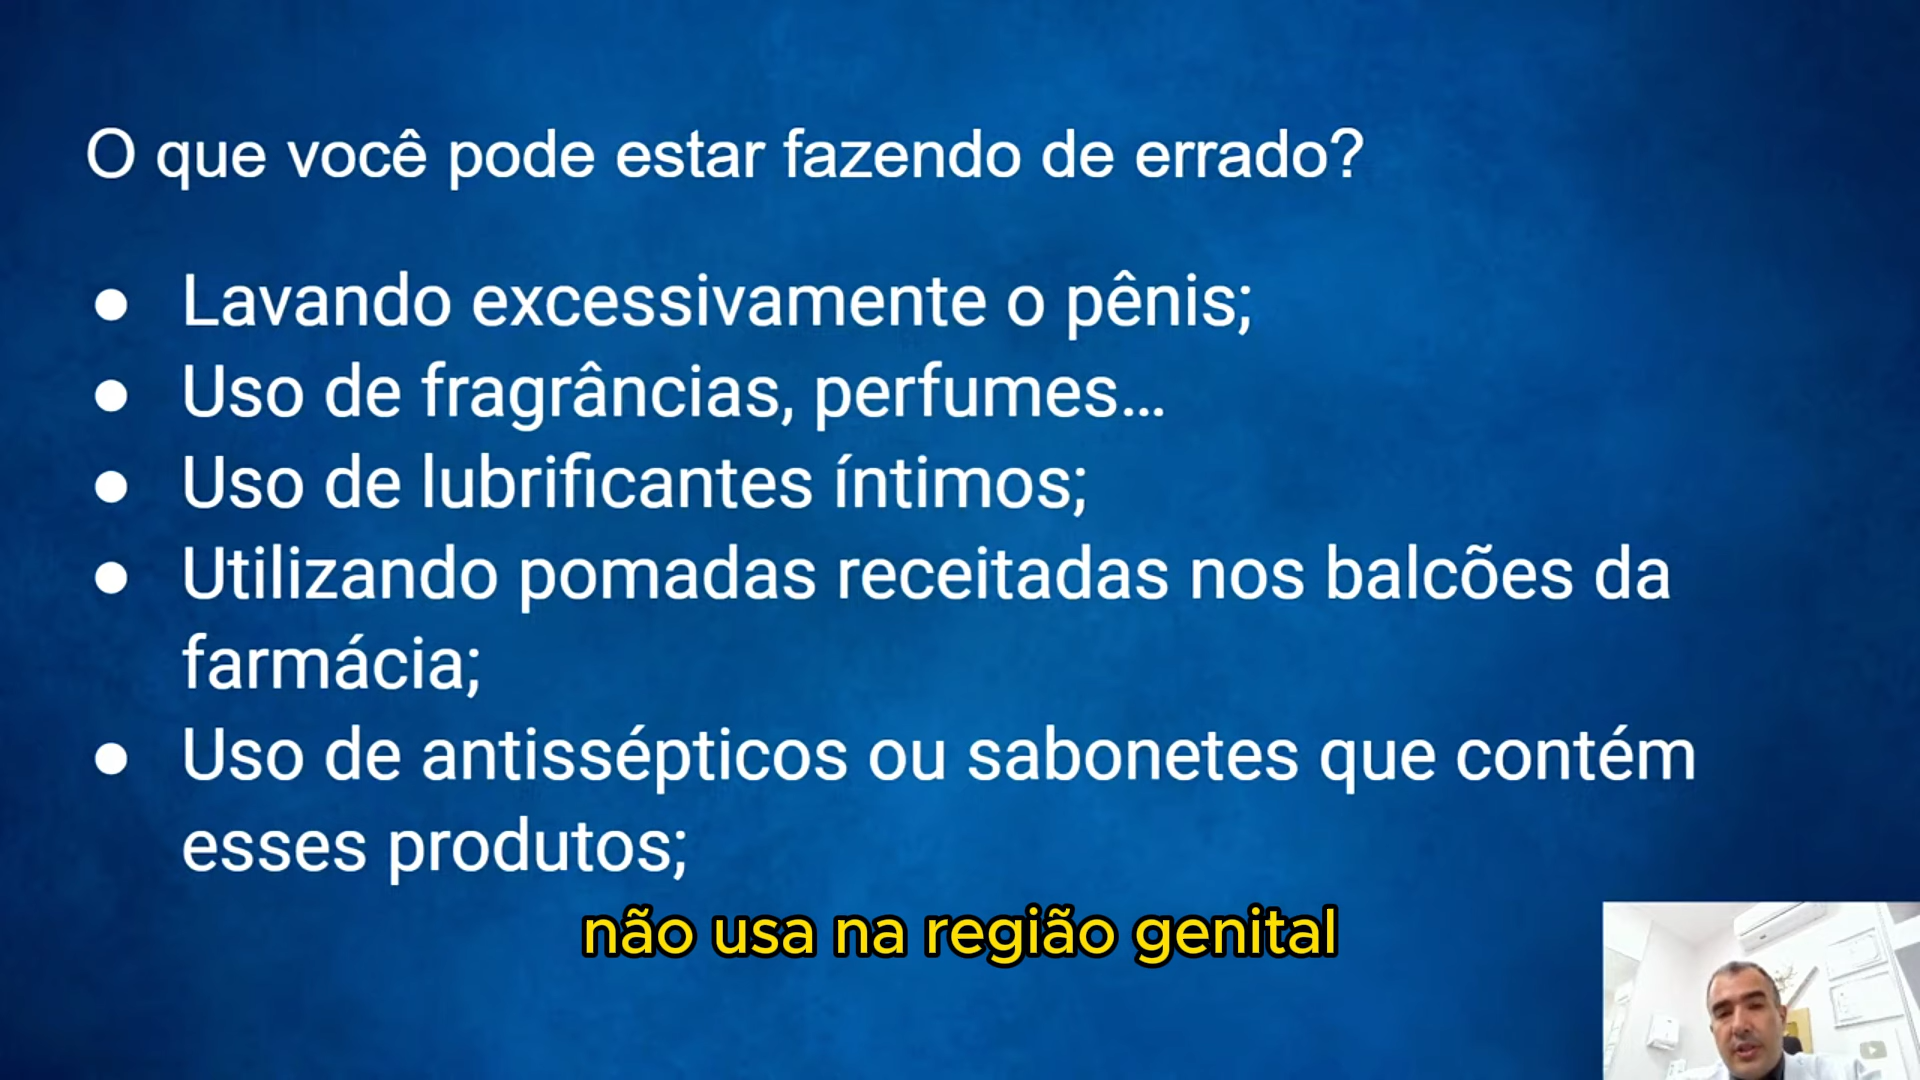 O que você pode estar fazendo de errado?
● Lavando excessivamente o pênis;
● Uso de fragrâncias, perfumes...
● Uso de lubrificantes íntimos;
● Utilizando pomadas receitadas nos balcões da
farmácia;
● Uso de antissépticos ou sabonetes que contém
esses produtos;
não usa na região genital